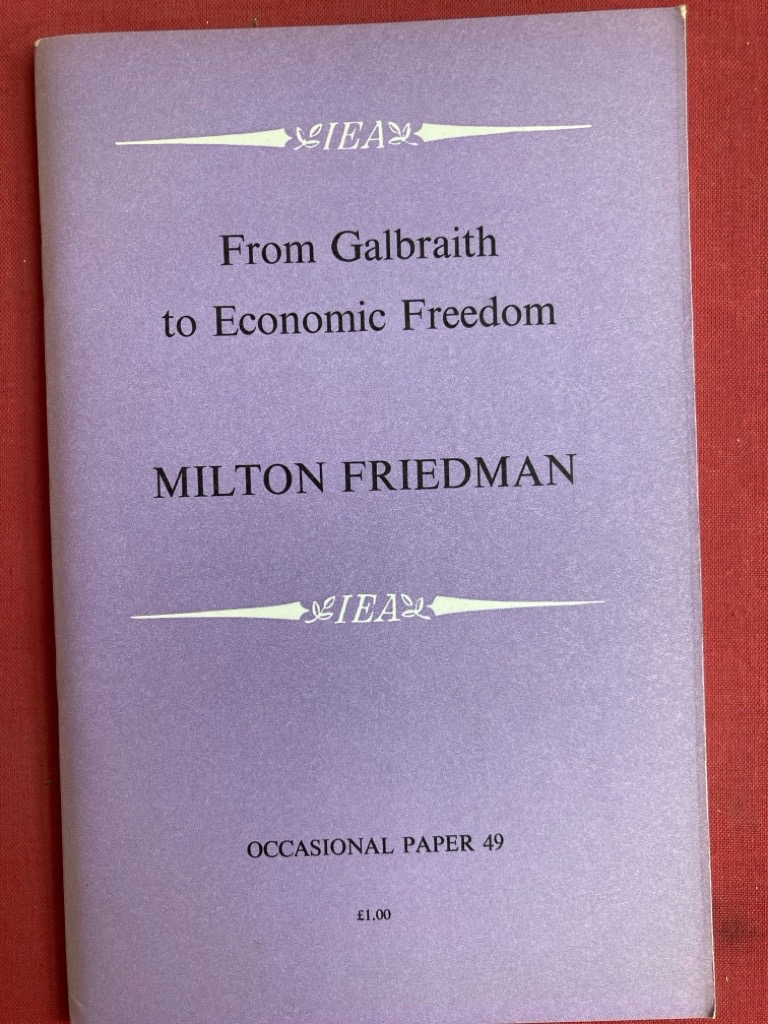 IEA
From Galbraith
to Economic Freedom
MILTON FRIEDMAN
IEA
OCCASIONAL PAPER 49
£1.00